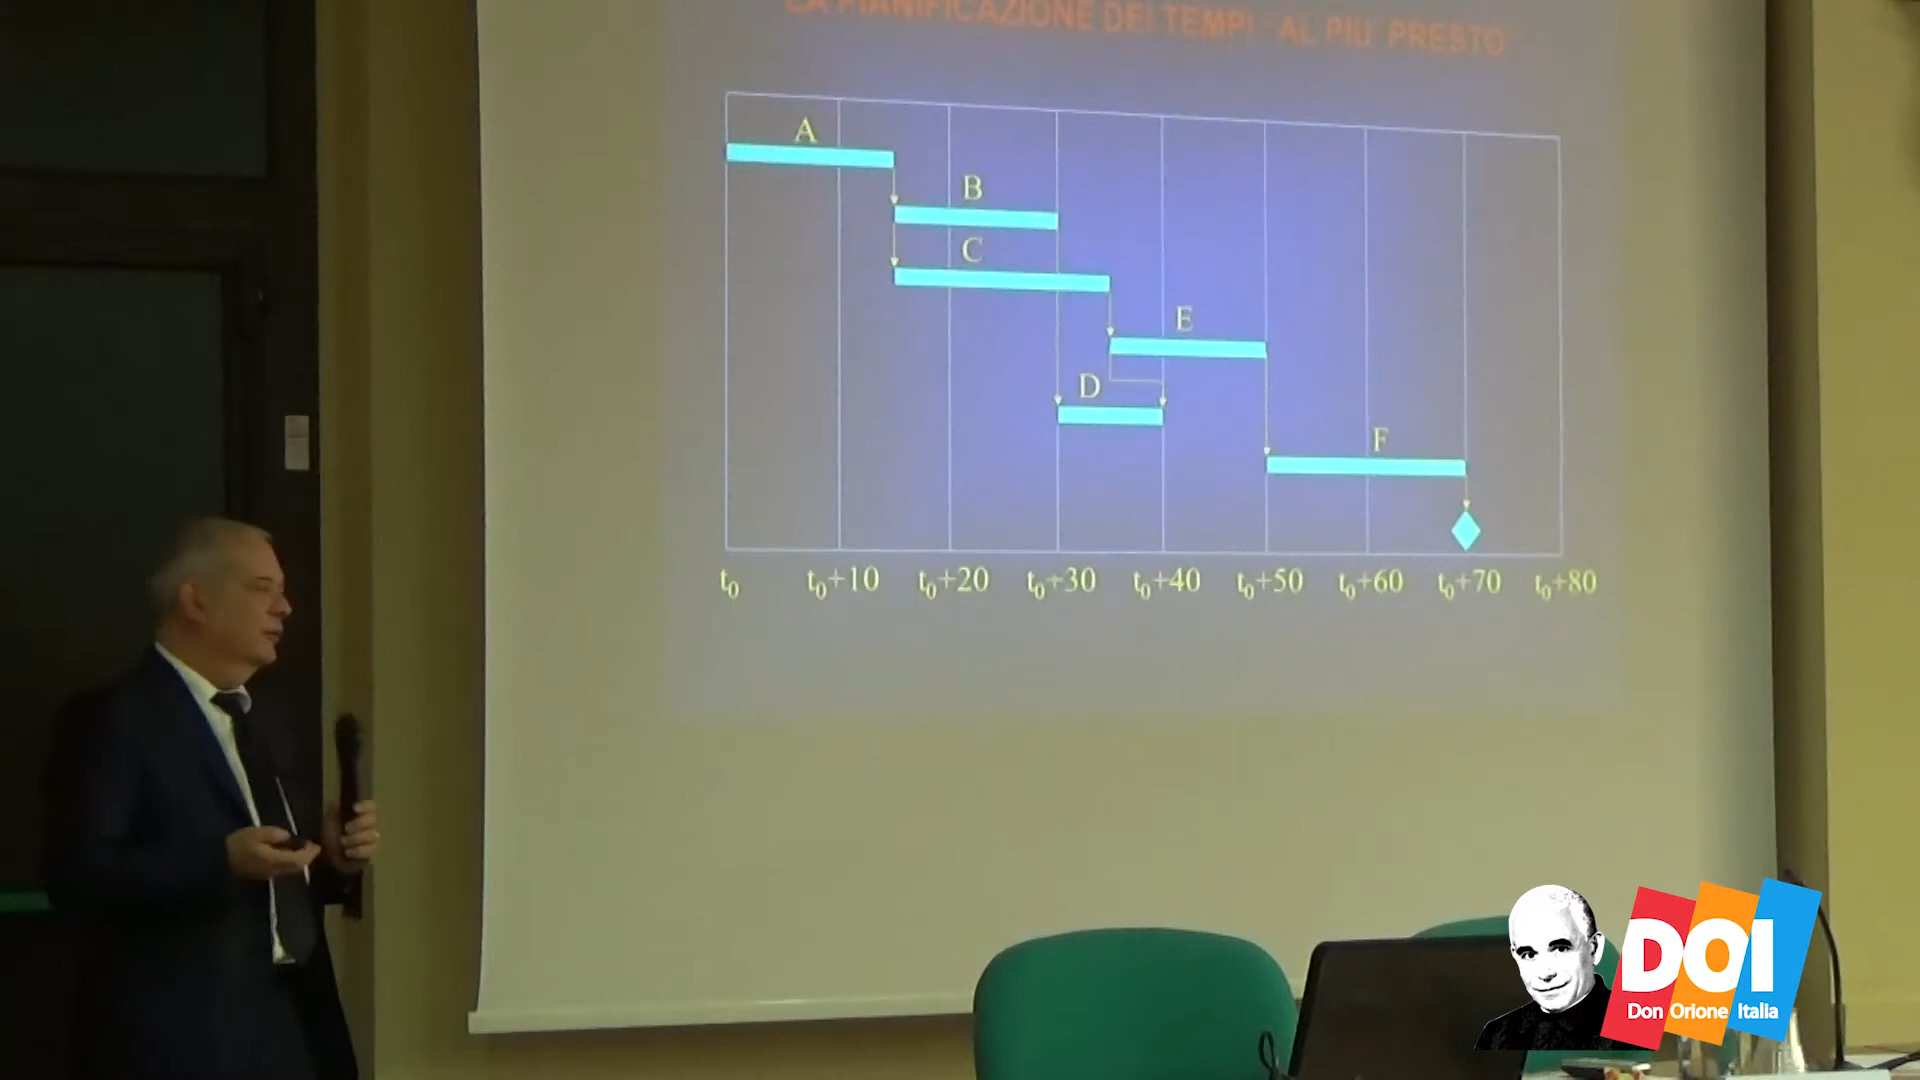 LA PIANIFICAZIONE DEI TEMPI "AL PIU' PRESTO"
A
B
C
E
D
F
t0 t0+10 t0+20 t0+30 t0+40 t0+50 t0+60 t0+70 t0+80
DOI
Don Orione Italia